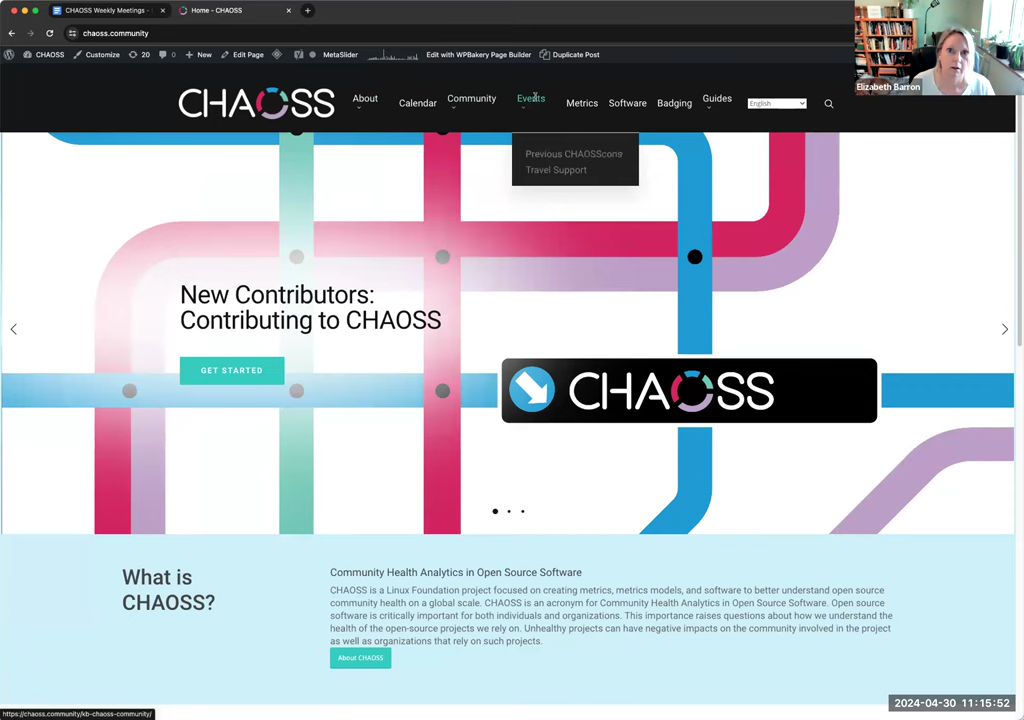 CHAOSS Weekly Meetings -
Home - CHAOSS
chaoss.community
CHAOSS
Customize
20
0
New
Edit Page
MetaSlider
Edit with WPBakery Page Builder
Duplicate Post
Elizabeth Barron
CHAOSS
About
Calendar
Community
Events
Metrics
Software
Badging
Guides
English
Previous CHAOSScons
Travel Support
New Contributors:
Contributing to CHAOSS
GET STARTED
CHAOSS
What is
CHAOSS?
Community Health Analytics in Open Source Software
CHAOSS is a Linux Foundation project focused on creating metrics, metrics models, and software to better understand open source
community health on a global scale. CHAOSS is an acronym for Community Health Analytics in Open Source Software. Open source
software is critically important for both individuals and organizations. This importance raises questions about how we understand the
health of the open-source projects we rely on. Unhealthy projects can have negative impacts on the community involved in the project
as well as organizations that rely on such projects.
About CHAOSS
https://chaoss.community/kb-chaoss-community/
2024-04-30 11:15:52